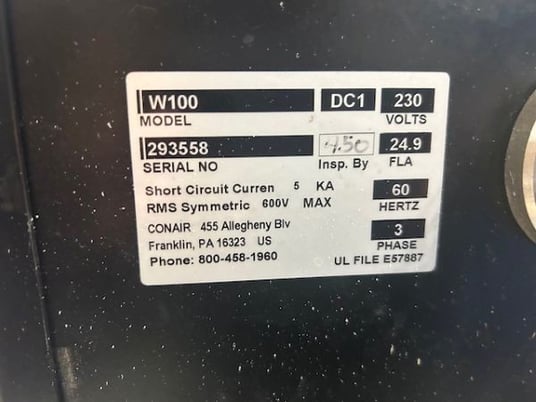 W100 DC1 230
MODEL VOLTS
293558 4.50 24.9
SERIAL NO Insp. By FLA
Short Circuit Curren 5 KA 60
RMS Symmetric 600V MAX HERTZ
CONAIR 455 Allegheny Blv
Franklin, PA 16323 US 3
PHASE
Phone: 800-458-1960 UL FILE E57887